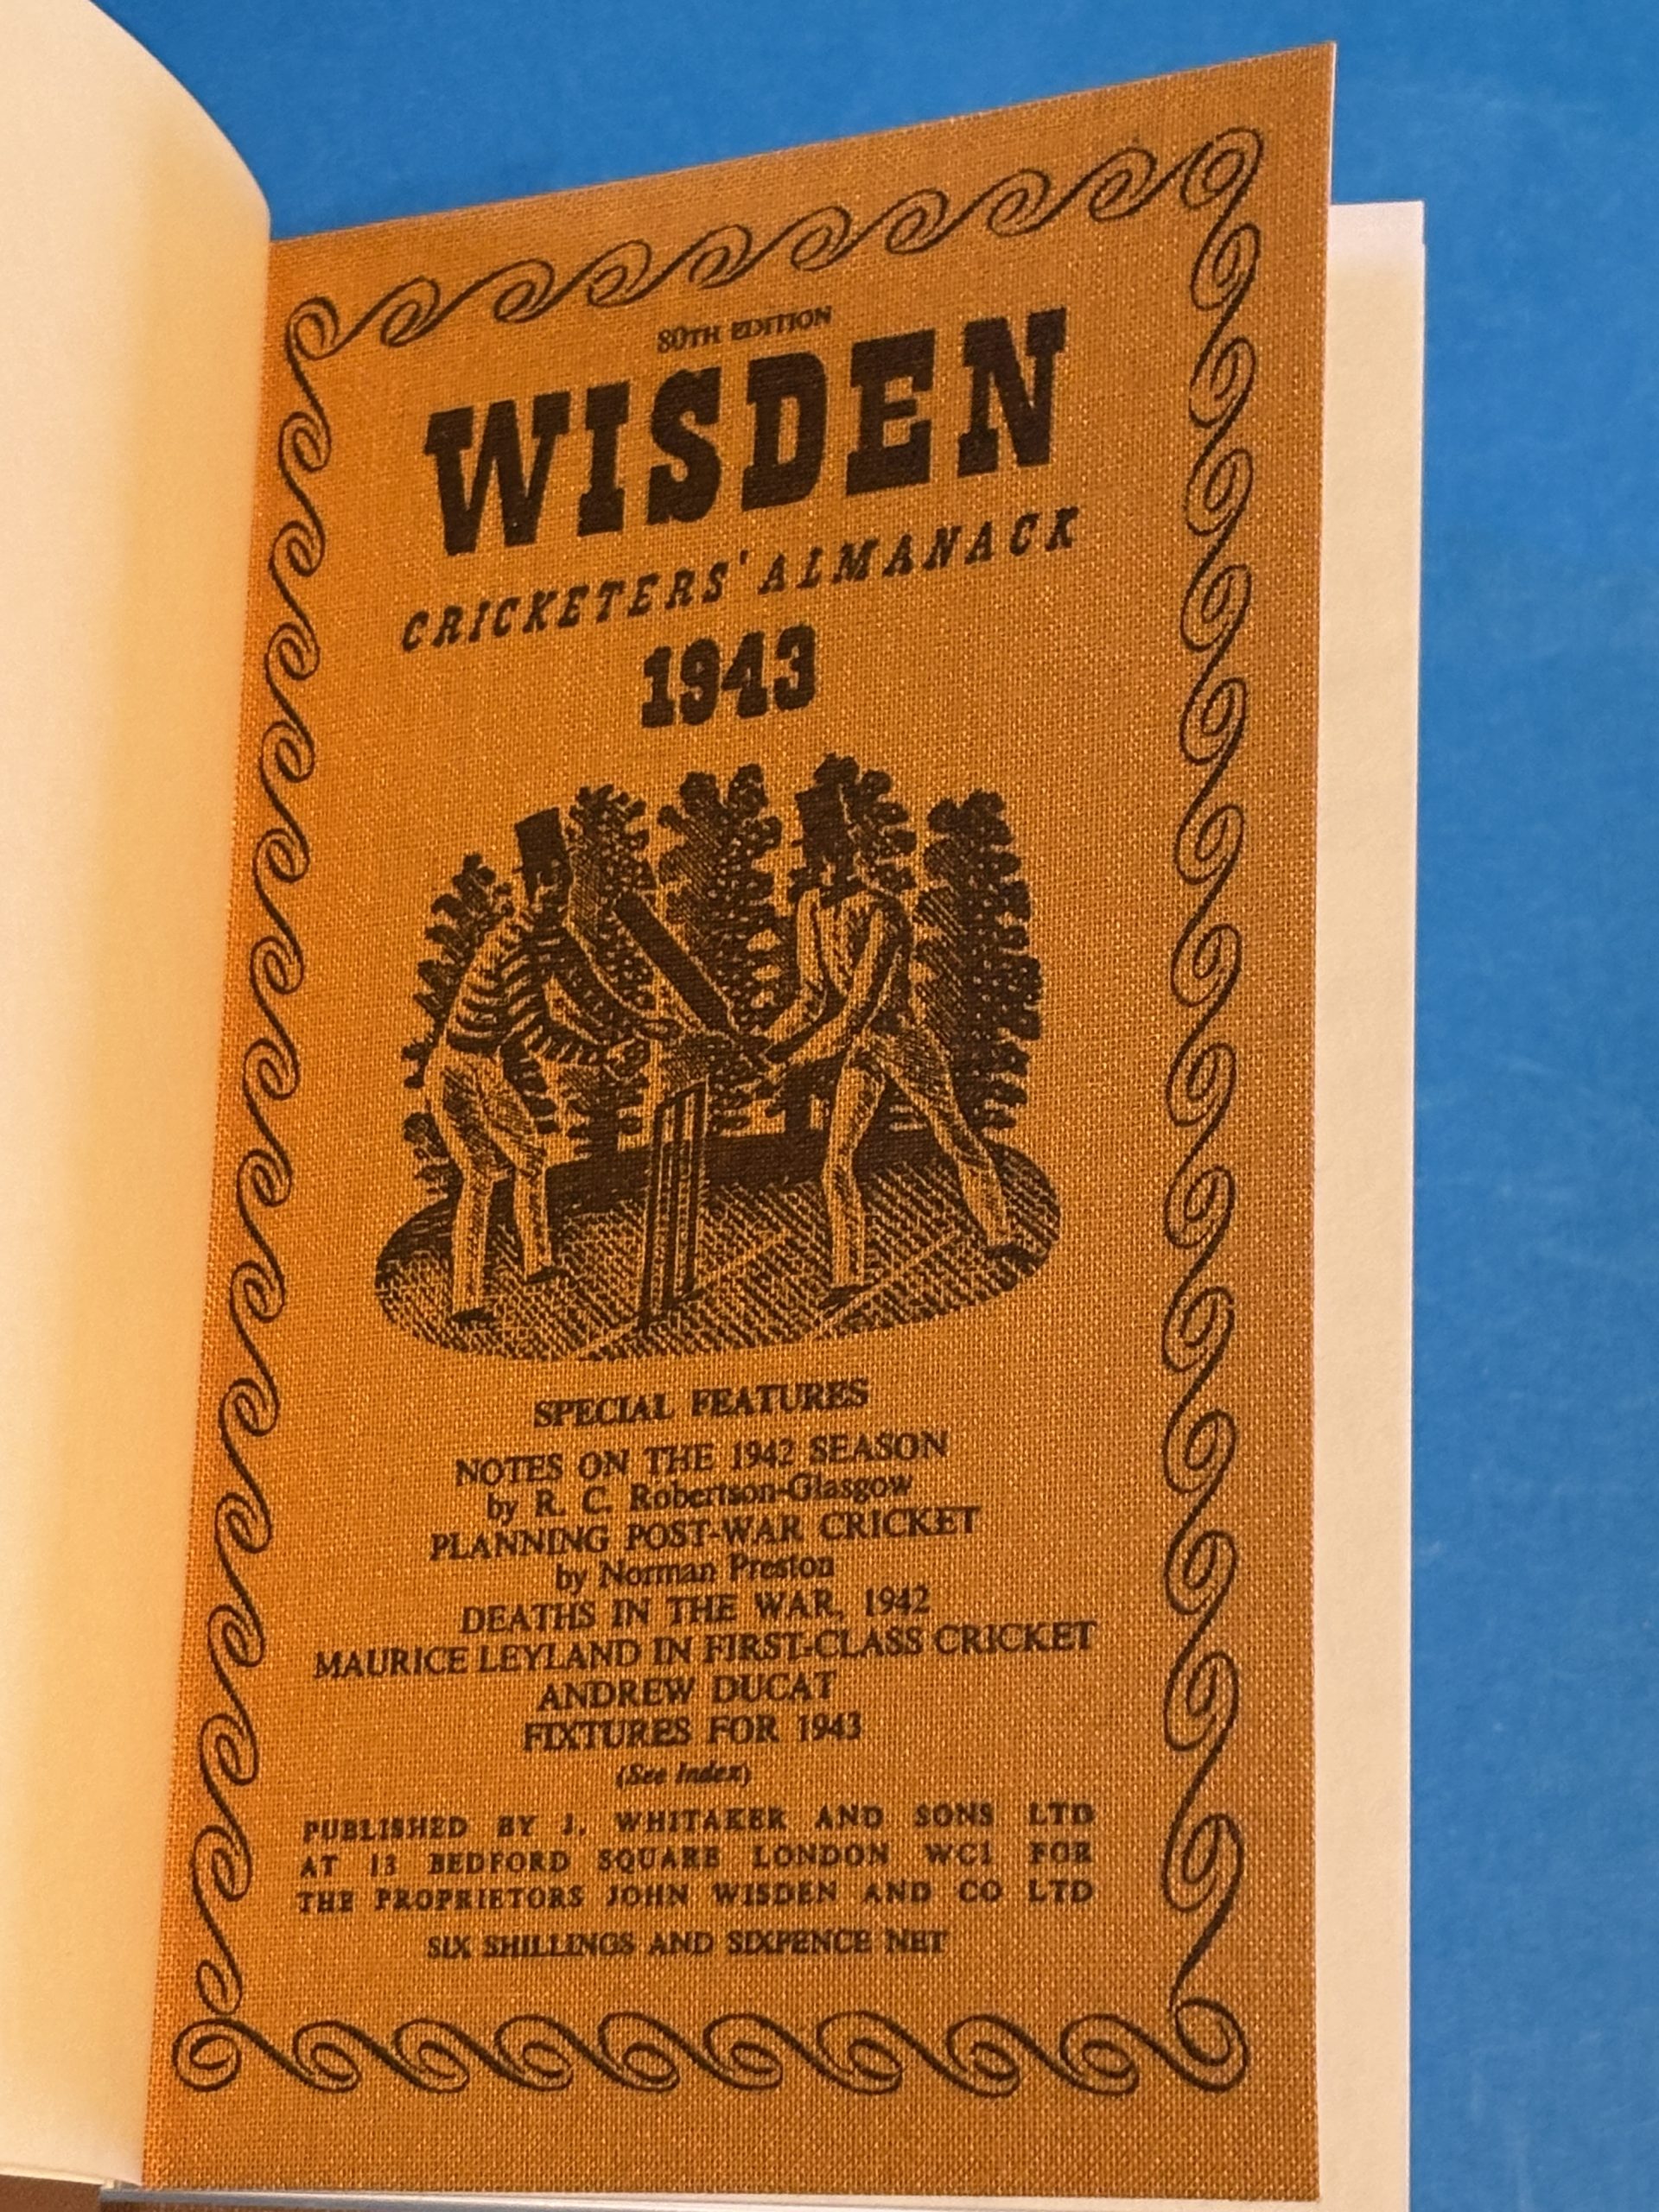 80TH EDITION
WISDEN
CRICKETERS' ALMANACK
1943
SPECIAL FEATURES
NOTES ON THE 1942 SEASON
by R. C. Robertson-Glasgow
PLANNING POST-WAR CRICKET
by Norman Preston
DEATHS IN THE WAR, 1942
MAURICE LEYLAND IN FIRST-CLASS CRICKET
ANDREW DUCAT
FIXTURES FOR 1943
(See Index)
PUBLISHED BY J. WHITAKER AND SONS LTD
AT 13 BEDFORD SQUARE LONDON WC1 FOR
THE PROPRIETORS JOHN WISDEN AND CO LTD
SIX SHILLINGS AND SIXPENCE NET